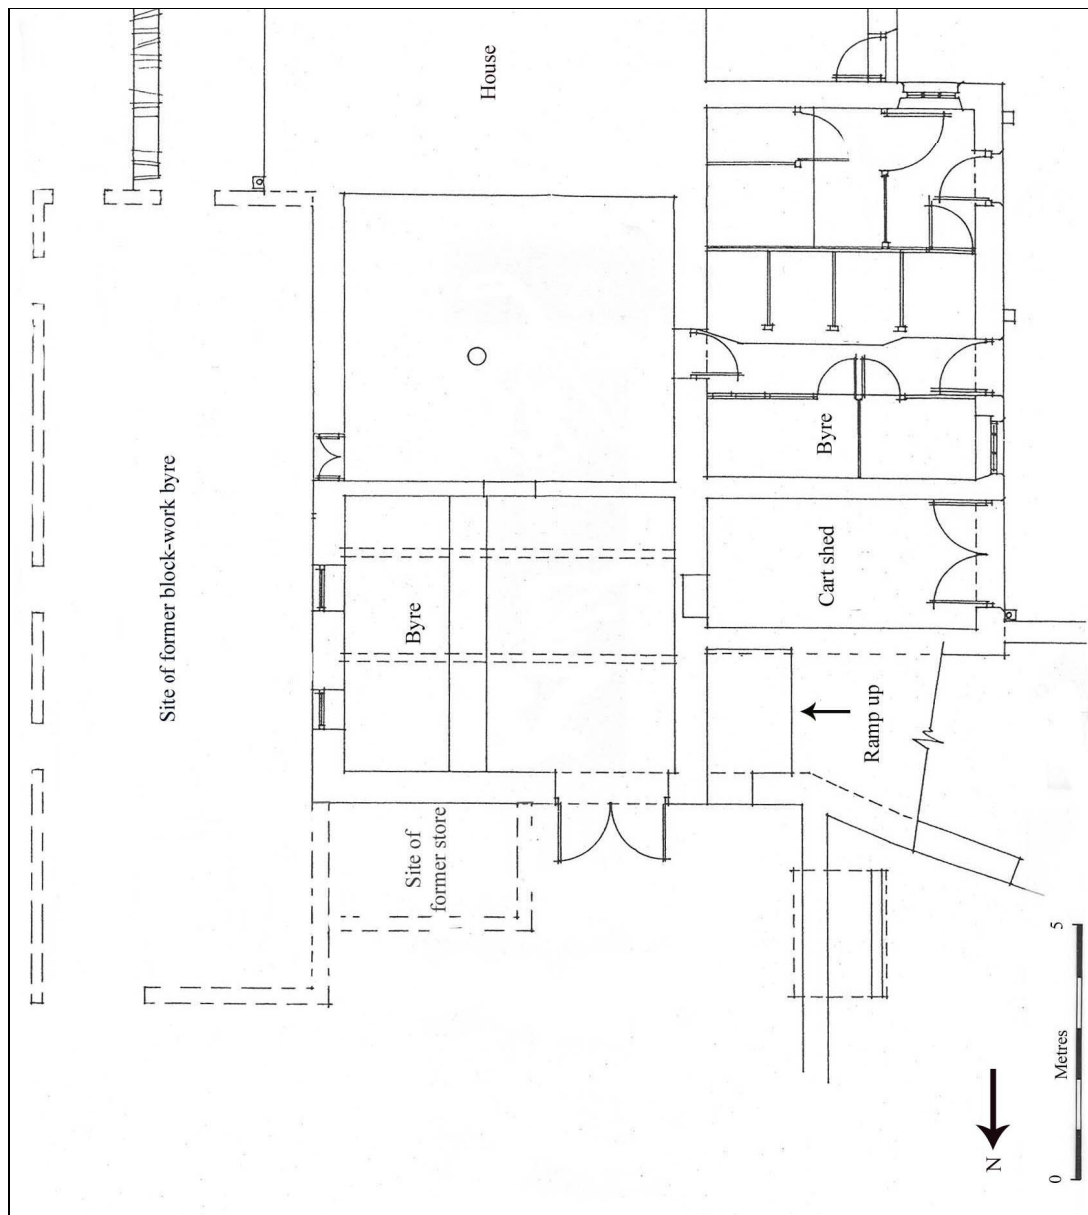 House
Site of former block-work byre
Byre
Byre
Cart shed
Ramp up
Site of
former store
N
0
Metres
5